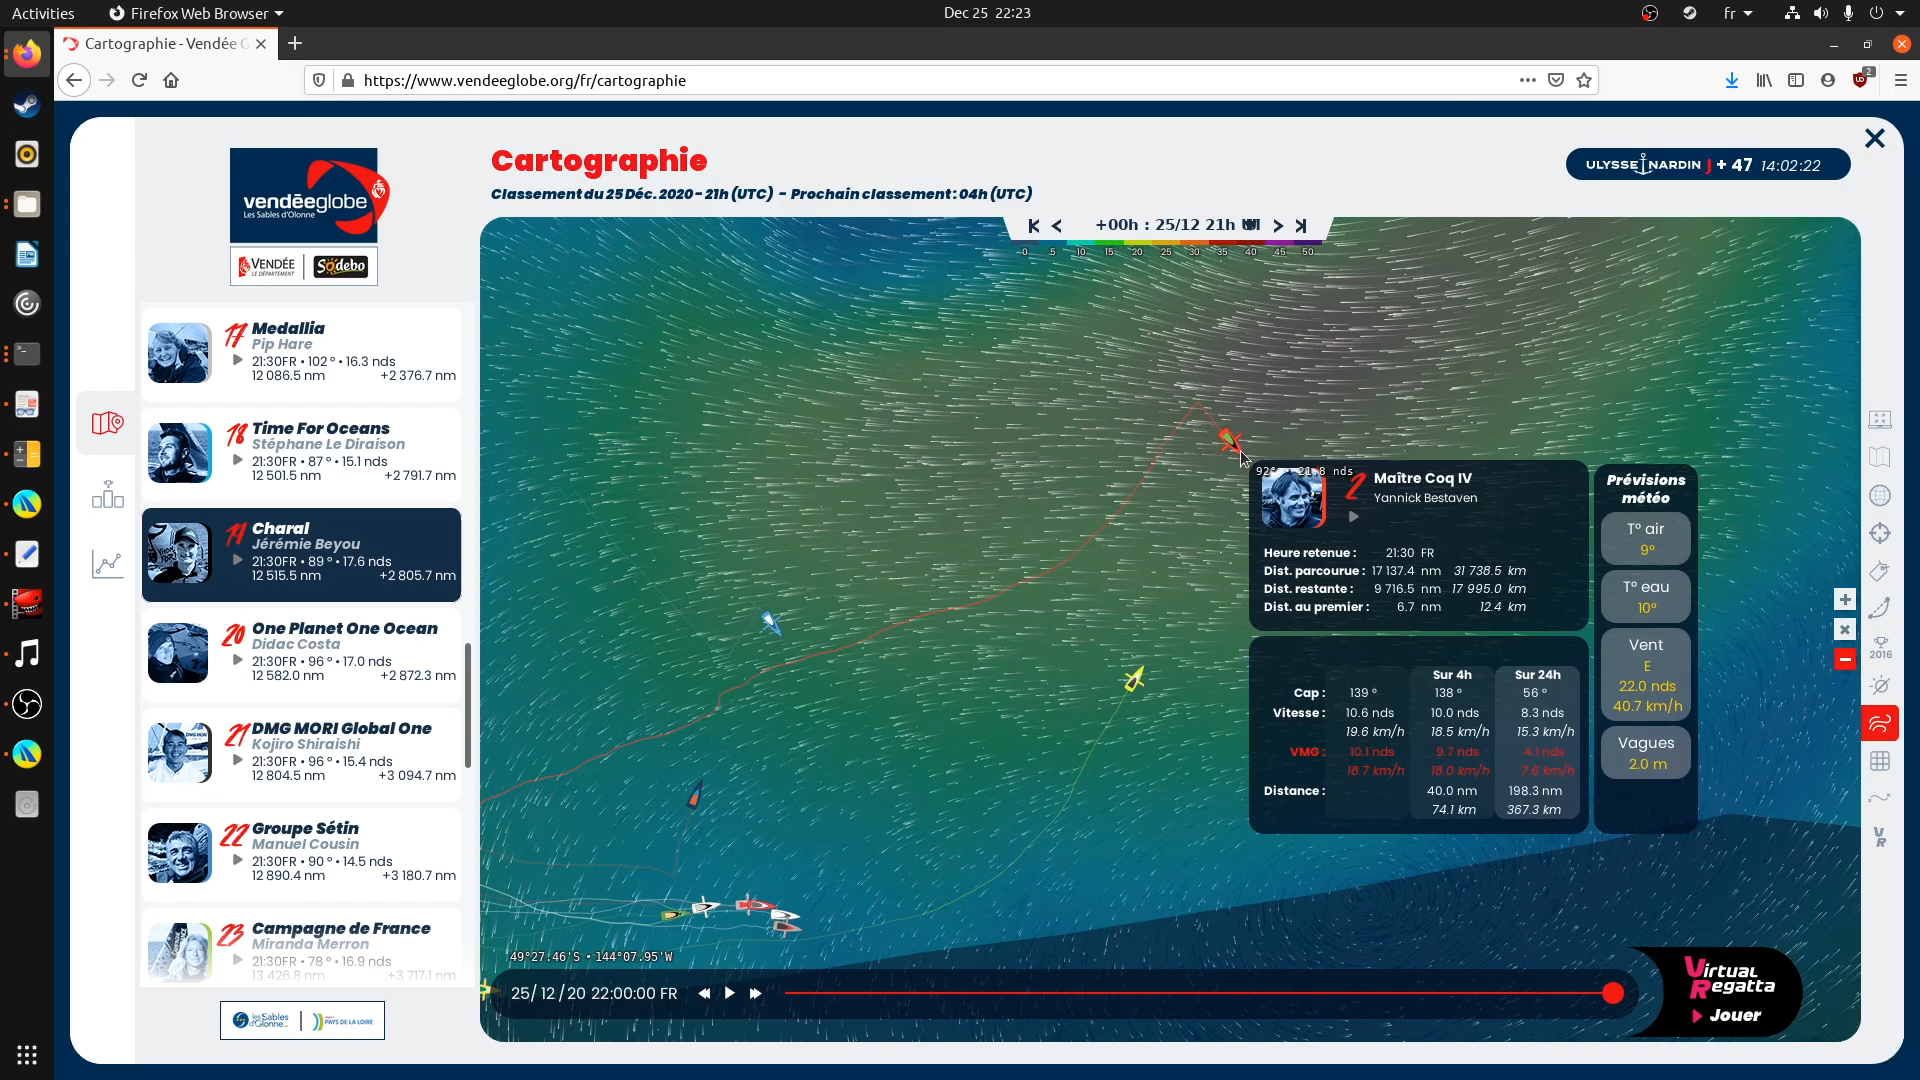 Activities
Firefox Web Browser
Dec 25 22:23
fr
Cartographie - Vendée G
https://www.vendeeglobe.org/fr/cartographie
2
vendéeglobe
Les Sables d'Olonne
VENDÉE
LE DÉPARTEMENT
Sodebo
Cartographie
Classement du 25 Déc. 2020 - 21h (UTC) - Prochain classement : 04h (UTC)
ULYSSE NARDIN J + 47 14:02:22
+00h : 25/12 21h
0 5 10 15 20 25 30 35 40 45 50
17 Medallia
Pip Hare
21:30FR • 102 ° • 16.3 nds
12 086.5 nm +2 376.7 nm
18 Time For Oceans
Stéphane Le Diraison
21:30FR • 87 ° • 15.1 nds
12 501.5 nm +2 791.7 nm
19 Charal
Jérémie Beyou
21:30FR • 89 ° • 17.6 nds
12 515.5 nm +2 805.7 nm
20 One Planet One Ocean
Didac Costa
21:30FR • 96 ° • 17.0 nds
12 582.0 nm +2 872.3 nm
21 DMG MORI Global One
Kojiro Shiraishi
21:30FR • 96 ° • 15.4 nds
12 804.5 nm +3 094.7 nm
22 Groupe Sétin
Manuel Cousin
21:30FR • 90 ° • 14.5 nds
12 890.4 nm +3 180.7 nm
23 Campagne de France
Miranda Merron
21:30FR • 78 ° • 16.9 nds
13 426.8 nm +3 717.1 nm
les Sables d'Olonne
PAYS DE LA LOIRE
92° • 21.8 nds
2 Maître Coq IV
Yannick Bestaven
Heure retenue : 21:30 FR
Dist. parcourue : 17 137.4 nm 31 738.5 km
Dist. restante : 9 716.5 nm 17 995.0 km
Dist. au premier : 6.7 nm 12.4 km
Sur 4h Sur 24h
Cap : 139 ° 138 ° 56 °
Vitesse : 10.6 nds 10.0 nds 8.3 nds
19.6 km/h 18.5 km/h 15.3 km/h
VMG : 10.1 nds 9.7 nds 4.1 nds
18.7 km/h 18.0 km/h 7.6 km/h
Distance : 40.0 nm 198.3 nm
74.1 km 367.3 km
Prévisions
météo
T° air
9°
T° eau
10°
Vent
E
22.0 nds
40.7 km/h
Vagues
2.0 m
2016
VR
49°27.46'S • 144°07.95'W
25/ 12 / 20 22:00:00 FR
Virtual
Regatta
Jouer